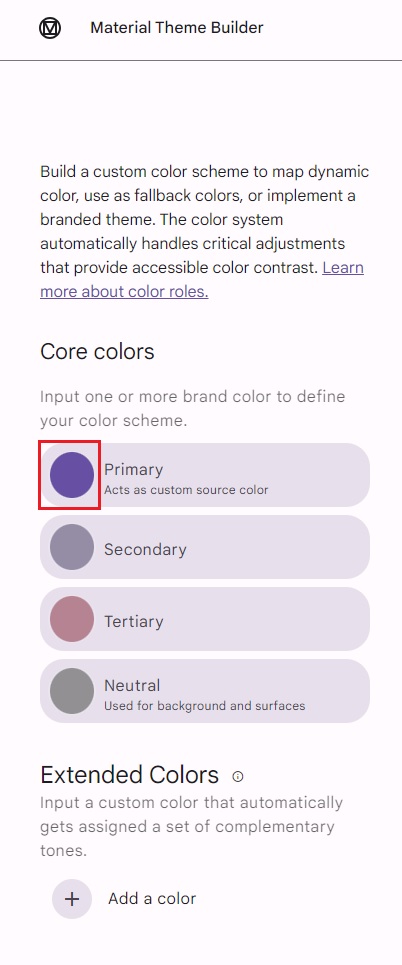 Material Theme Builder
Build a custom color scheme to map dynamic
color, use as fallback colors, or implement a
branded theme. The color system
automatically handles critical adjustments
that provide accessible color contrast. Learn
more about color roles.
Core colors
Input one or more brand color to define
your color scheme.
Primary
Acts as custom source color
Secondary
Tertiary
Neutral
Used for background and surfaces
Extended Colors
Input a custom color that automatically
gets assigned a set of complementary
tones.
Add a color